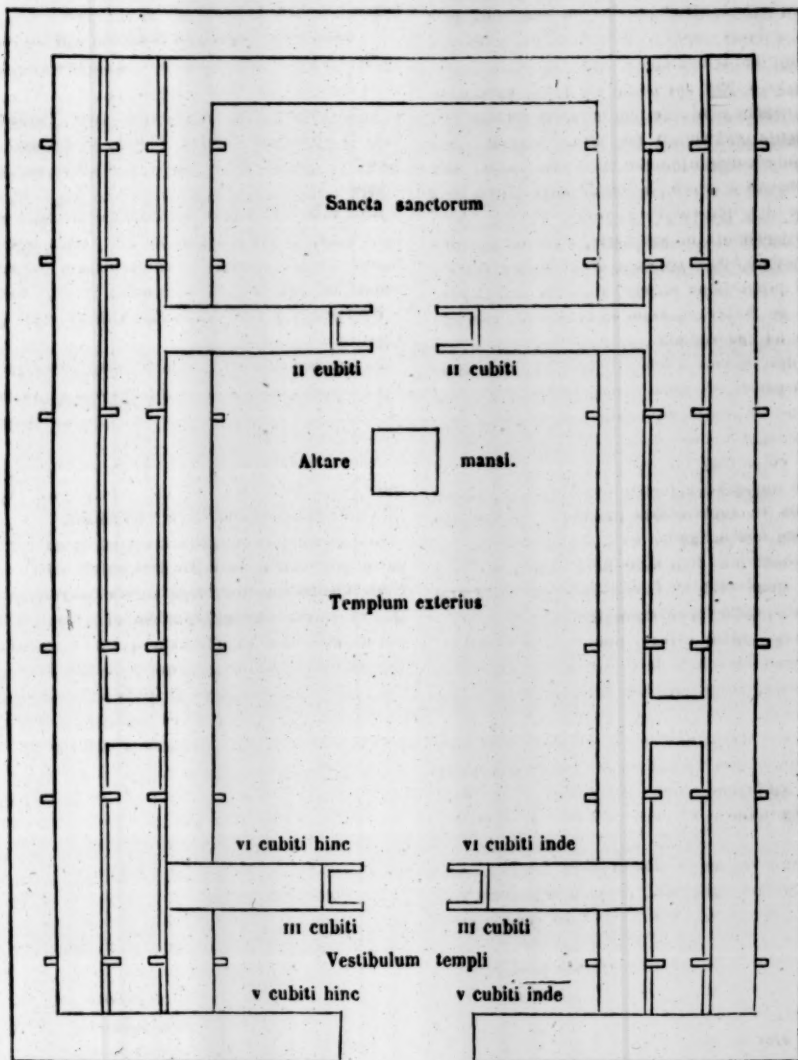 Sancta sanctorum
II cubiti II cubiti
Altare mansi.
Templum exterius
VI cubiti hinc VI cubiti inde
III cubiti III cubiti
Vestibulum templi
V cubiti hinc V cubiti inde